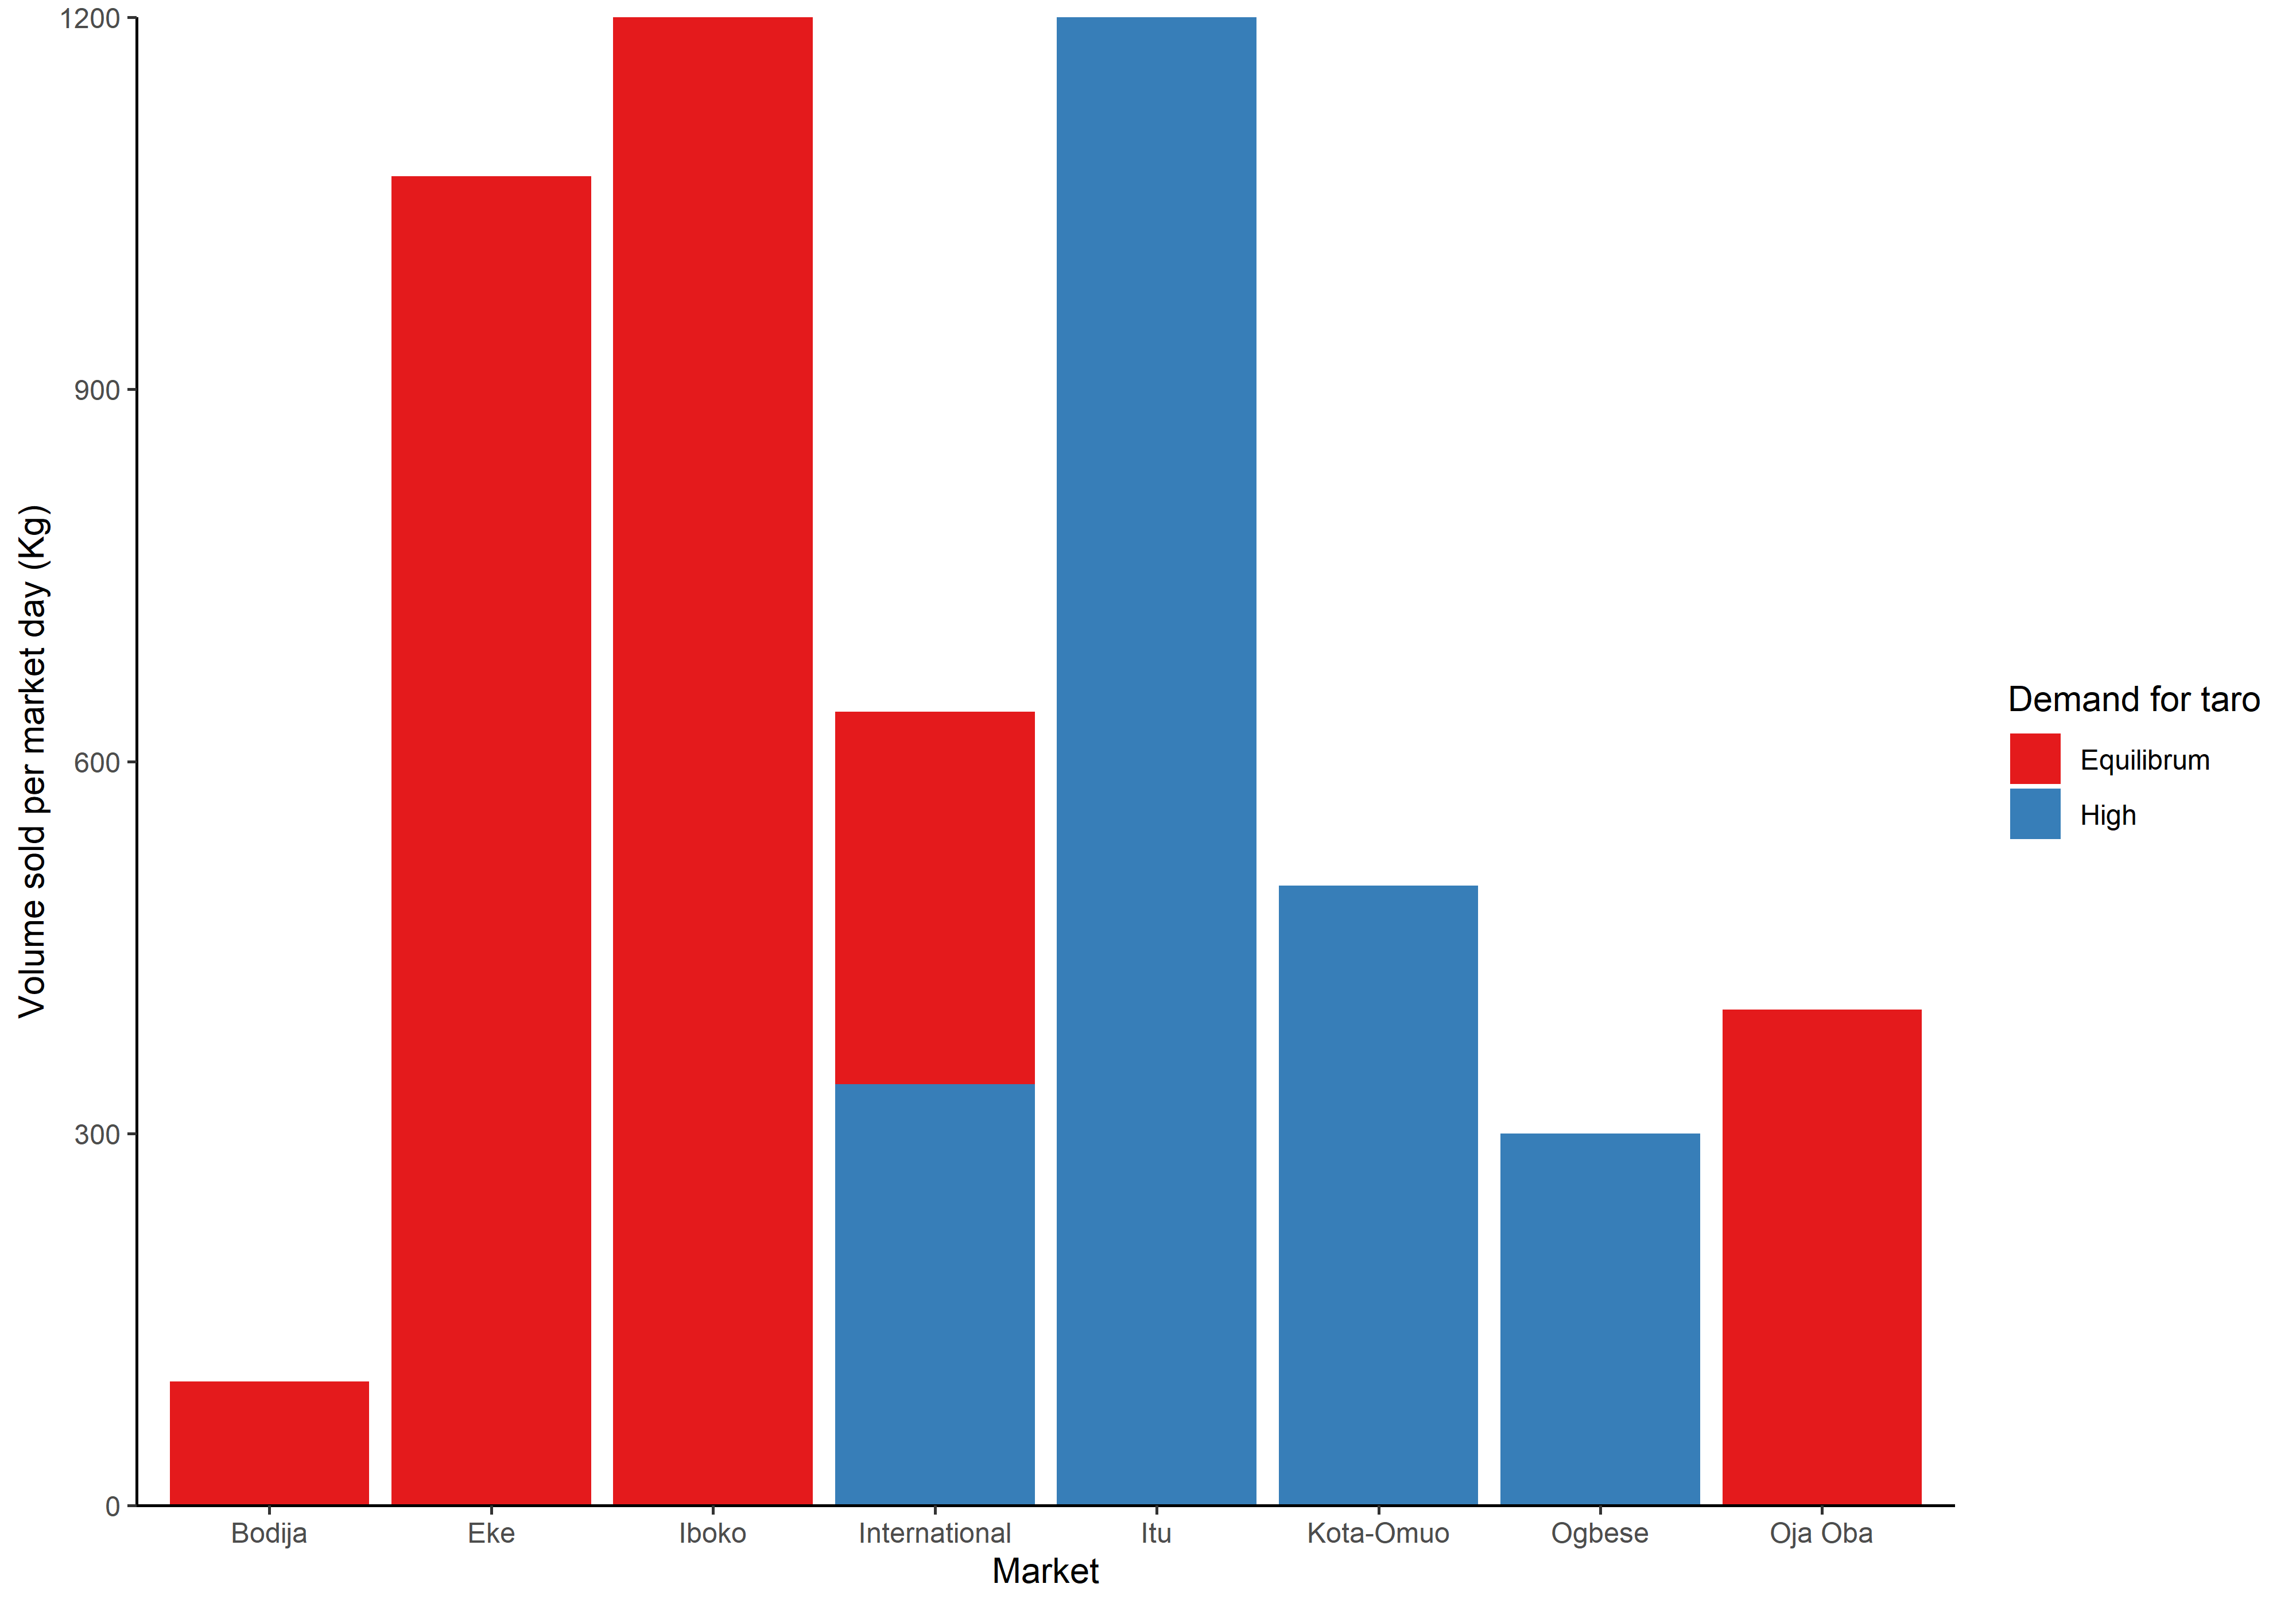 1200
900
600
300
0
Volume sold per market day (Kg)
Bodija
Eke
Iboko
International
Itu
Kota-Omuo
Ogbese
Oja Oba
Market
Demand for taro
Equilibrum
High